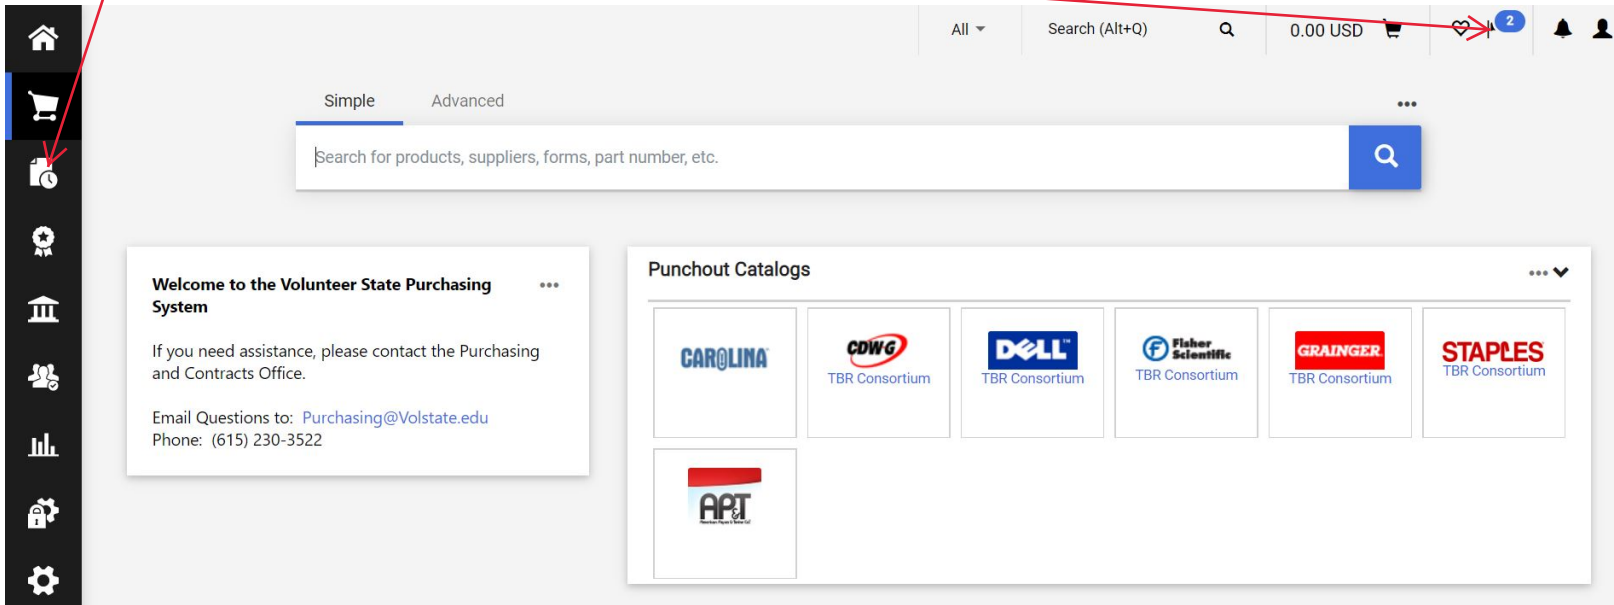 All
Search (Alt+Q)
0.00 USD
2
Simple
Advanced
Search for products, suppliers, forms, part number, etc.
Welcome to the Volunteer State Purchasing
System
If you need assistance, please contact the Purchasing
and Contracts Office.
Email Questions to: Purchasing@Volstate.edu
Phone: (615) 230-3522
Punchout Catalogs
CAROLINA
CDWG
TBR Consortium
DELL
TBR Consortium
Fisher
Scientific
TBR Consortium
GRAINGER
TBR Consortium
STAPLES
TBR Consortium
AP&T